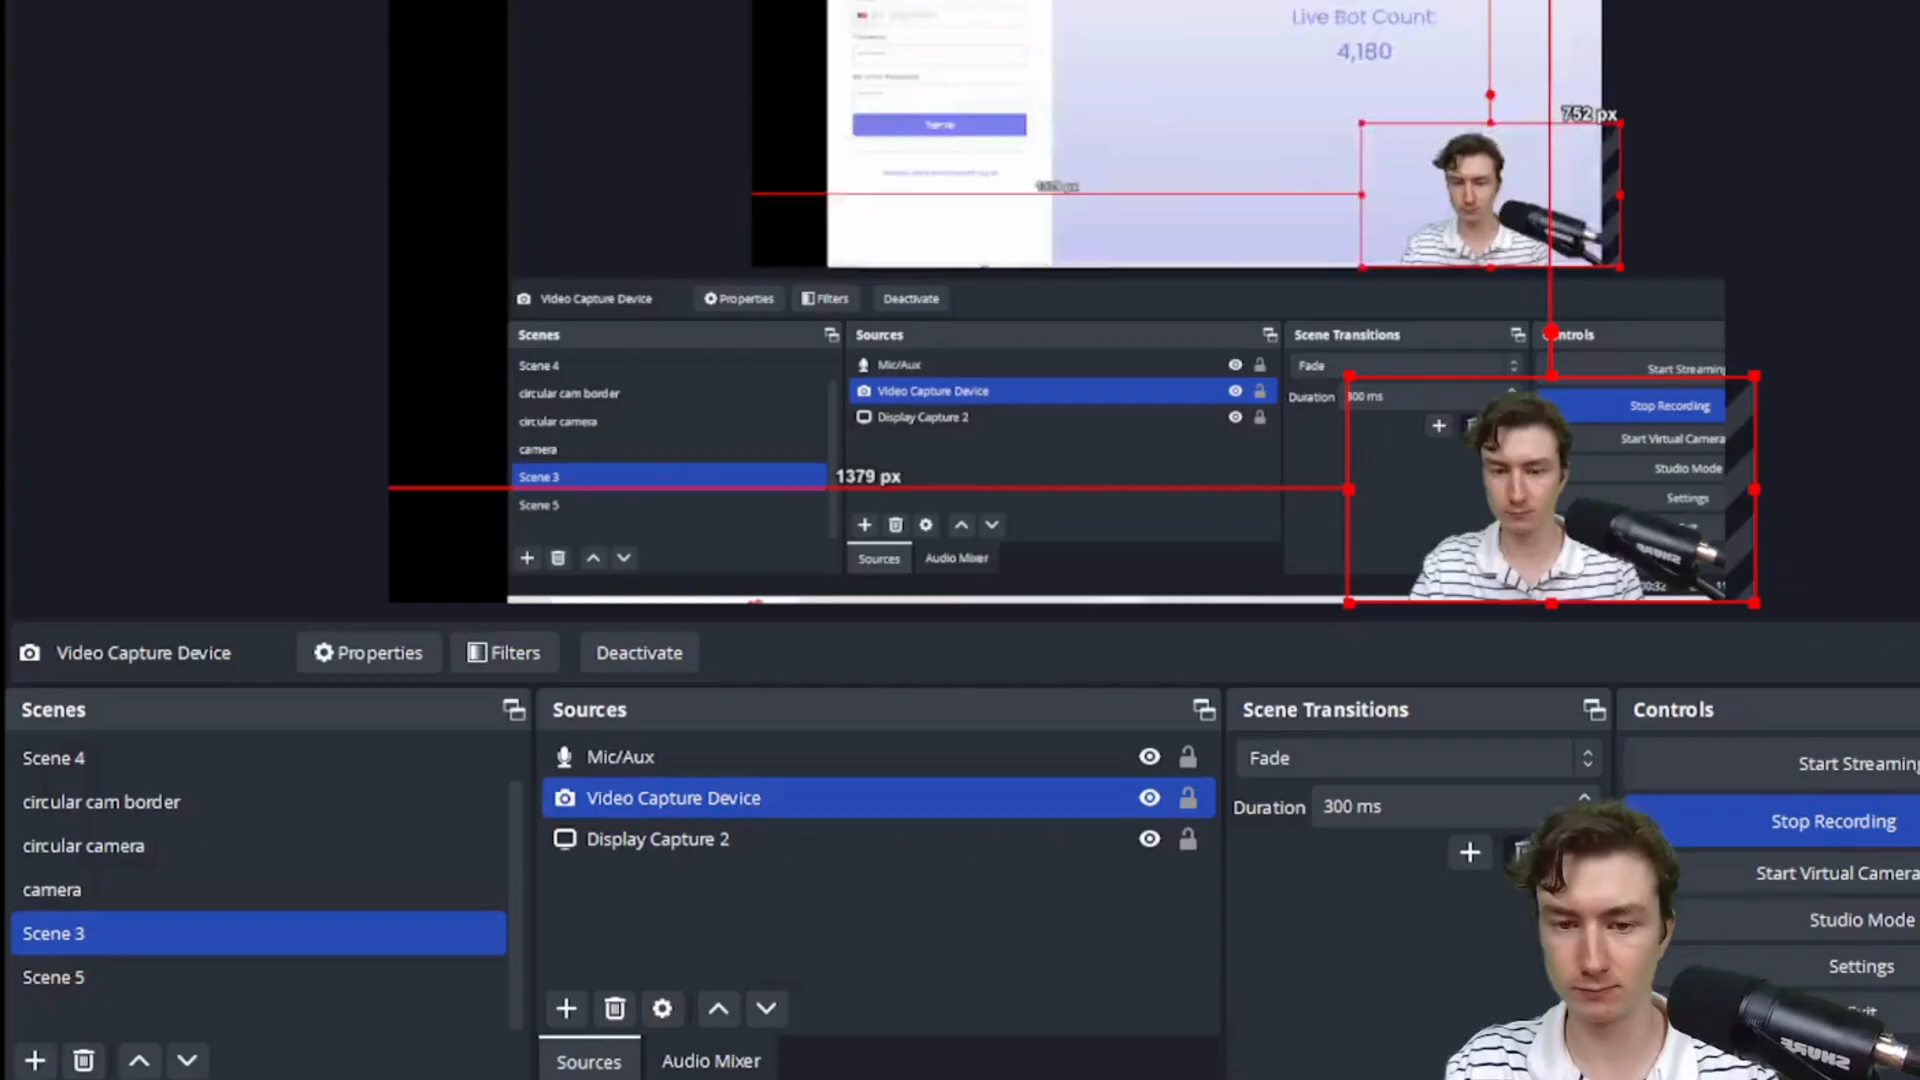 Live Bot Count:
4,180
752 px
Video Capture Device
Properties
Filters
Deactivate
Scenes
Sources
Scene Transitions
Scene 4
circular cam border
circular camera
camera
Scene 3
Scene 5
Mic/Aux
Video Capture Device
Display Capture 2
Fade
Duration
300 ms
Start Streaming
Stop Recording
Start Virtual Camera
Studio Mode
Settings
1379 px
Sources
Audio Mixer
SHURE
Video Capture Device
Properties
Filters
Deactivate
Scenes
Sources
Scene Transitions
Controls
Scene 4
circular cam border
circular camera
camera
Scene 3
Scene 5
Mic/Aux
Video Capture Device
Display Capture 2
Fade
Duration
300 ms
Start Streaming
Stop Recording
Start Virtual Camera
Studio Mode
Settings
Sources
Audio Mixer
SHURE